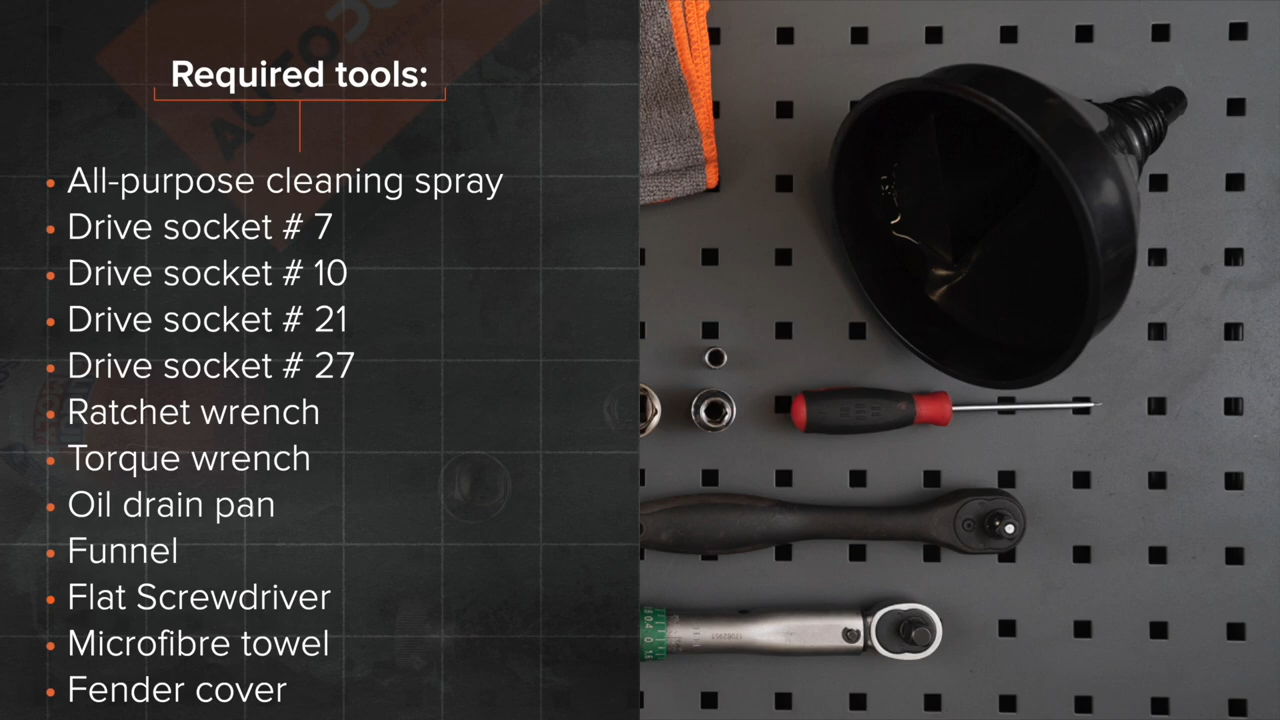 Required tools:
All-purpose cleaning spray
Drive socket # 7
Drive socket # 10
Drive socket # 21
Drive socket # 27
Ratchet wrench
Torque wrench
Oil drain pan
Funnel
Flat Screwdriver
Microfibre towel
Fender cover
AUTODOC